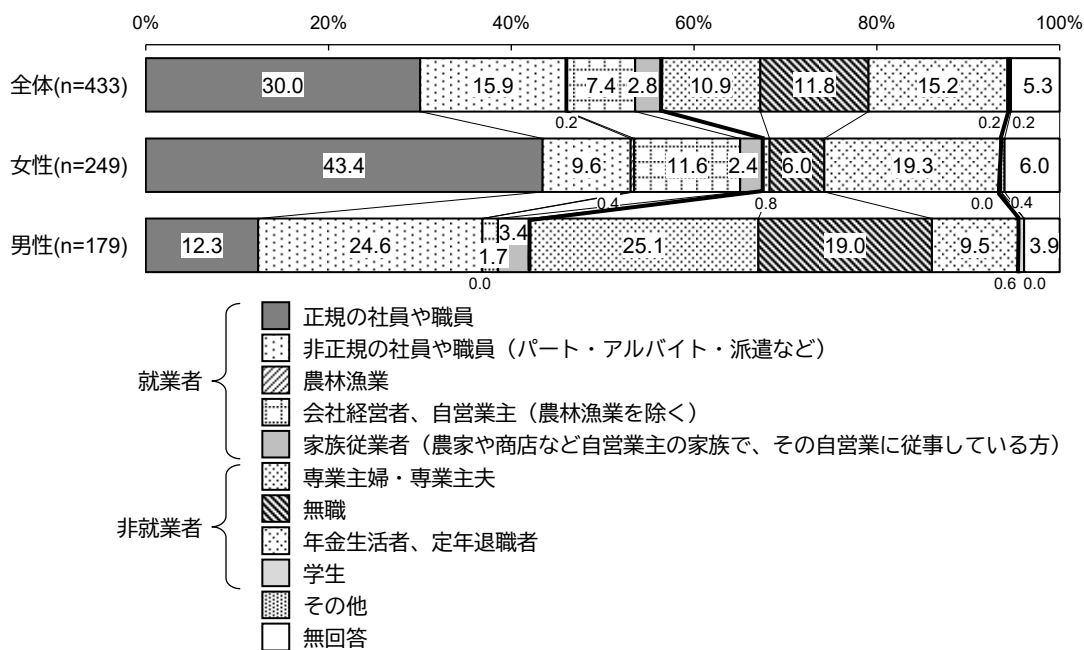 0% 20% 40% 60% 80% 100%
全体(n=433) 30.0 15.9 7.4 2.8 10.9 11.8 15.2 5.3
0.2 0.2 0.2
女性(n=249) 43.4 9.6 11.6 2.4 6.0 19.3 6.0
0.4 0.8 0.0 0.4
男性(n=179) 12.3 24.6 1.7 3.4 25.1 19.0 9.5 3.9
0.0 0.6 0.0
正規の社員や職員
非正規の社員や職員（パート・アルバイト・派遣など）
就業者 農林漁業
会社経営者、自営業主（農林漁業を除く）
家族従業者（農家や商店など自営業主の家族で、その自営業に従事している方）
専業主婦・専業主夫
無職
非就業者 年金生活者、定年退職者
学生
その他
無回答